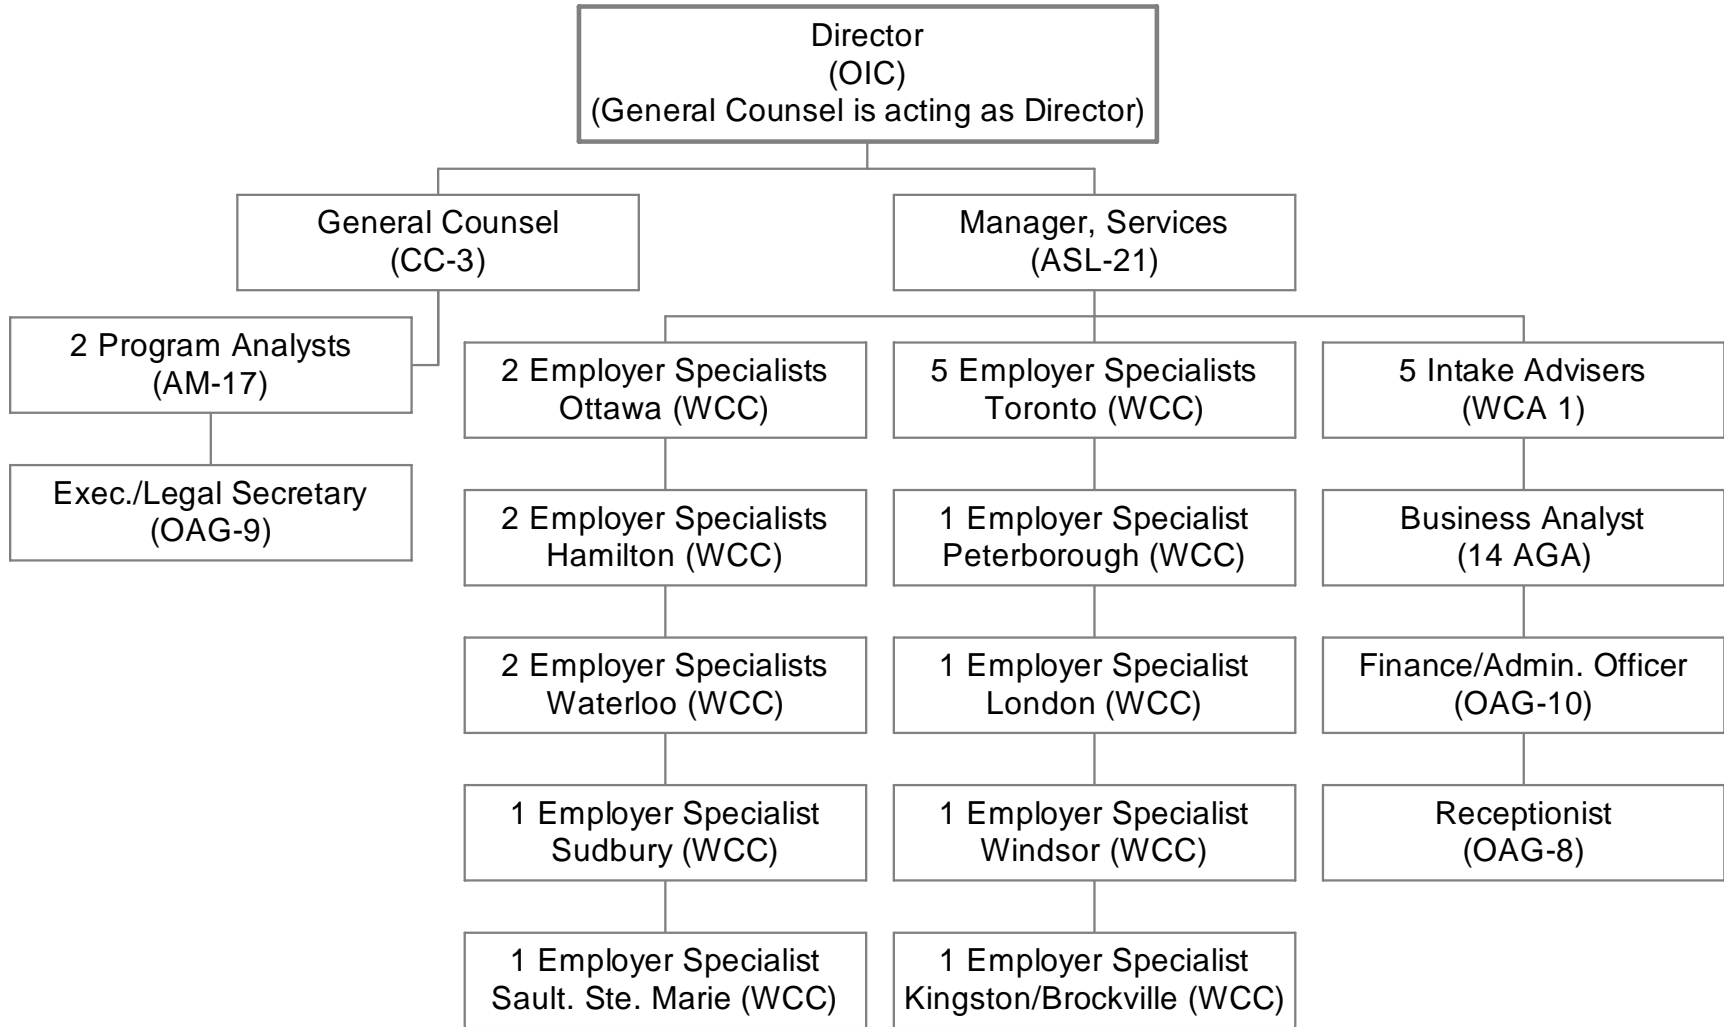 Director
(OIC)
(General Counsel is acting as Director)
General Counsel
(CC-3)
Manager, Services
(ASL-21)
2 Program Analysts
(AM-17)
Exec./Legal Secretary
(OAG-9)
2 Employer Specialists
Ottawa (WCC)
2 Employer Specialists
Hamilton (WCC)
2 Employer Specialists
Waterloo (WCC)
1 Employer Specialist
Sudbury (WCC)
1 Employer Specialist
Sault. Ste. Marie (WCC)
5 Employer Specialists
Toronto (WCC)
1 Employer Specialist
Peterborough (WCC)
1 Employer Specialist
London (WCC)
1 Employer Specialist
Windsor (WCC)
1 Employer Specialist
Kingston/Brockville (WCC)
5 Intake Advisers
(WCA 1)
Business Analyst
(14 AGA)
Finance/Admin. Officer
(OAG-10)
Receptionist
(OAG-8)